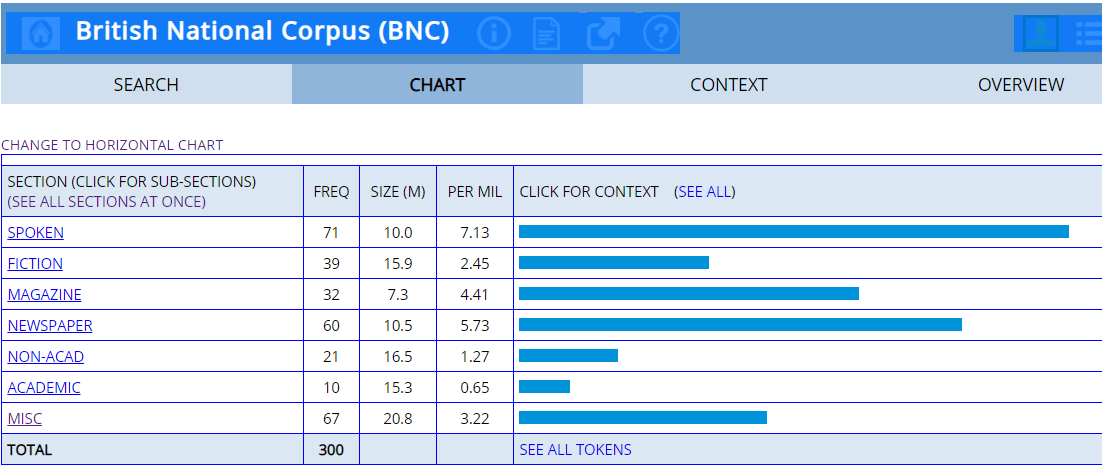 British National Corpus (BNC)
SEARCH CHART CONTEXT OVERVIEW
CHANGE TO HORIZONTAL CHART
SECTION (CLICK FOR SUB-SECTIONS)
(SEE ALL SECTIONS AT ONCE) FREQ SIZE (M) PER MIL CLICK FOR CONTEXT (SEE ALL)
SPOKEN 71 10.0 7.13
FICTION 39 15.9 2.45
MAGAZINE 32 7.3 4.41
NEWSPAPER 60 10.5 5.73
NON-ACAD 21 16.5 1.27
ACADEMIC 10 15.3 0.65
MISC 67 20.8 3.22
TOTAL 300 SEE ALL TOKENS